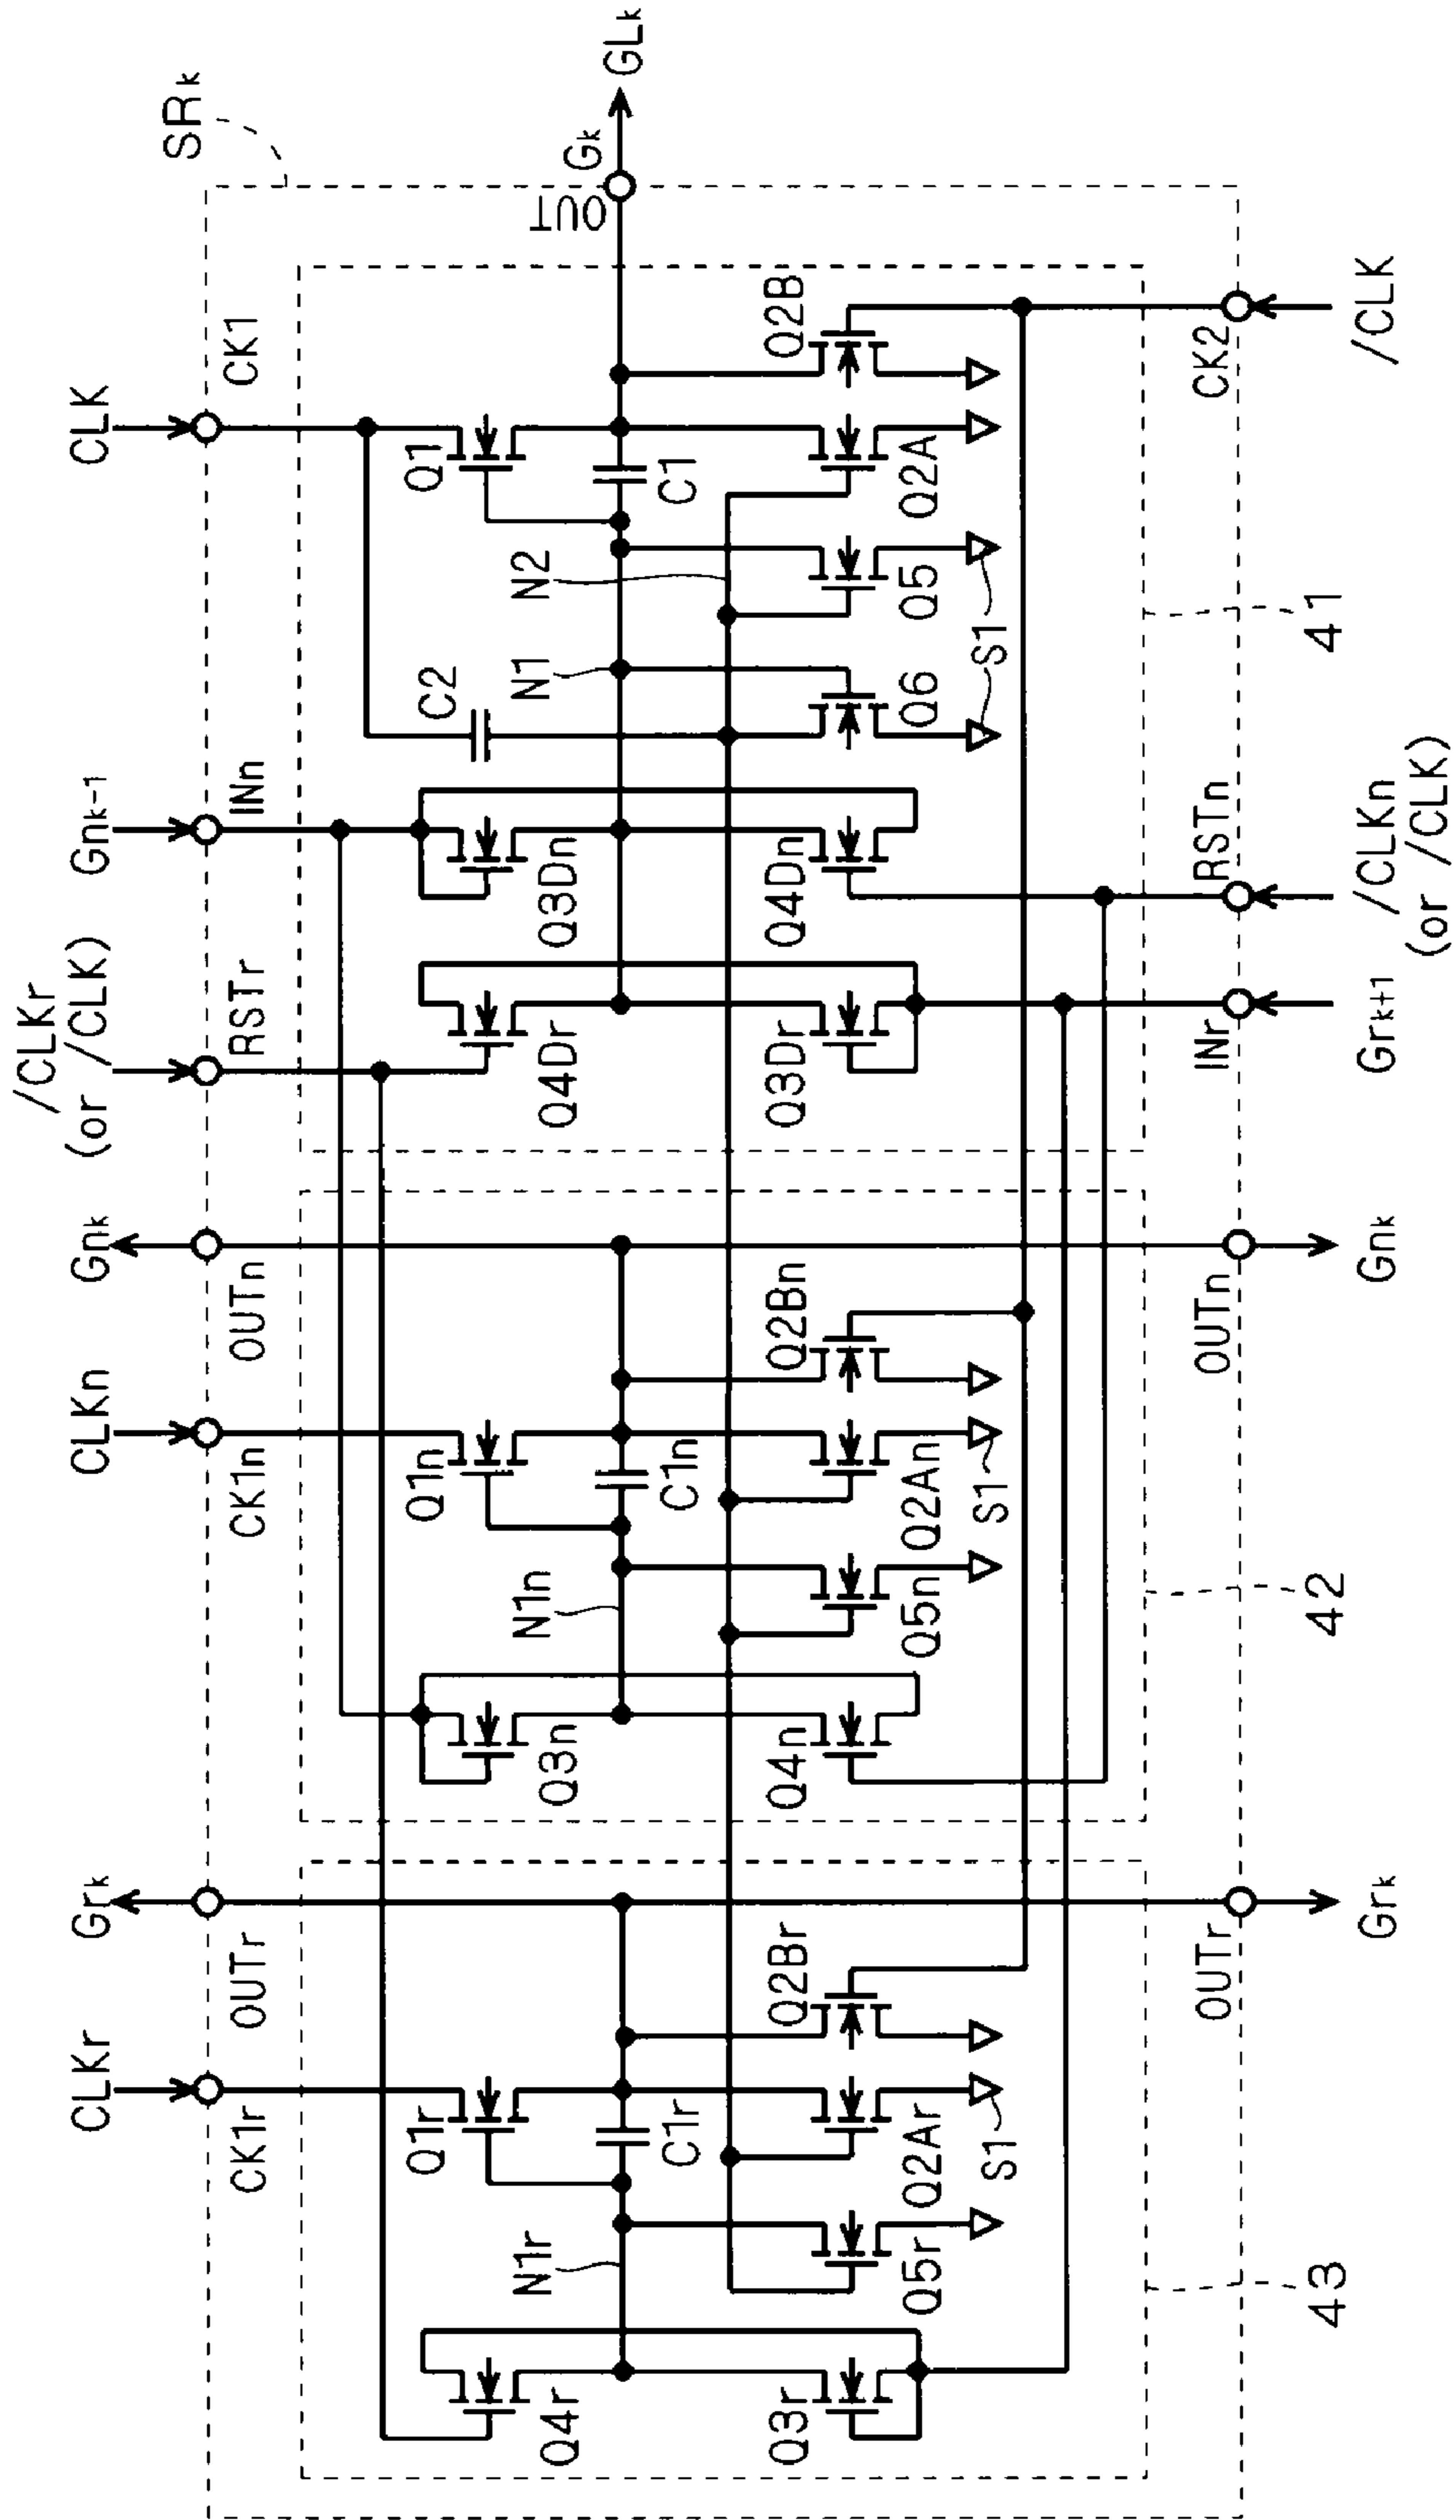 SRk
CLKr
Grk
CLKn
Gnk
/CLKr
(or /CLK)
Gnk-1
CLK
CK1r
OUTr
CK1n
OUTn
RSTr
INn
CK1
Q4r
Q1r
Q3n
Q1n
Q4Dr
Q3Dn
C2
Q1
N1r
C1r
N1n
C1n
N1
N2
C1
OUT
Gk
GLk
Q3r
Q5r
Q2Ar
Q2Br
Q4n
Q5n
Q2An
Q2Bn
Q3Dr
Q4Dn
Q6
Q5
Q2A
Q2B
S1
S1
S1
OUTr
OUTn
INr
RSTn
CK2
43
Grk
42
Gnk
Grk+1
/CLKn
(or /CLK)
41
/CLK